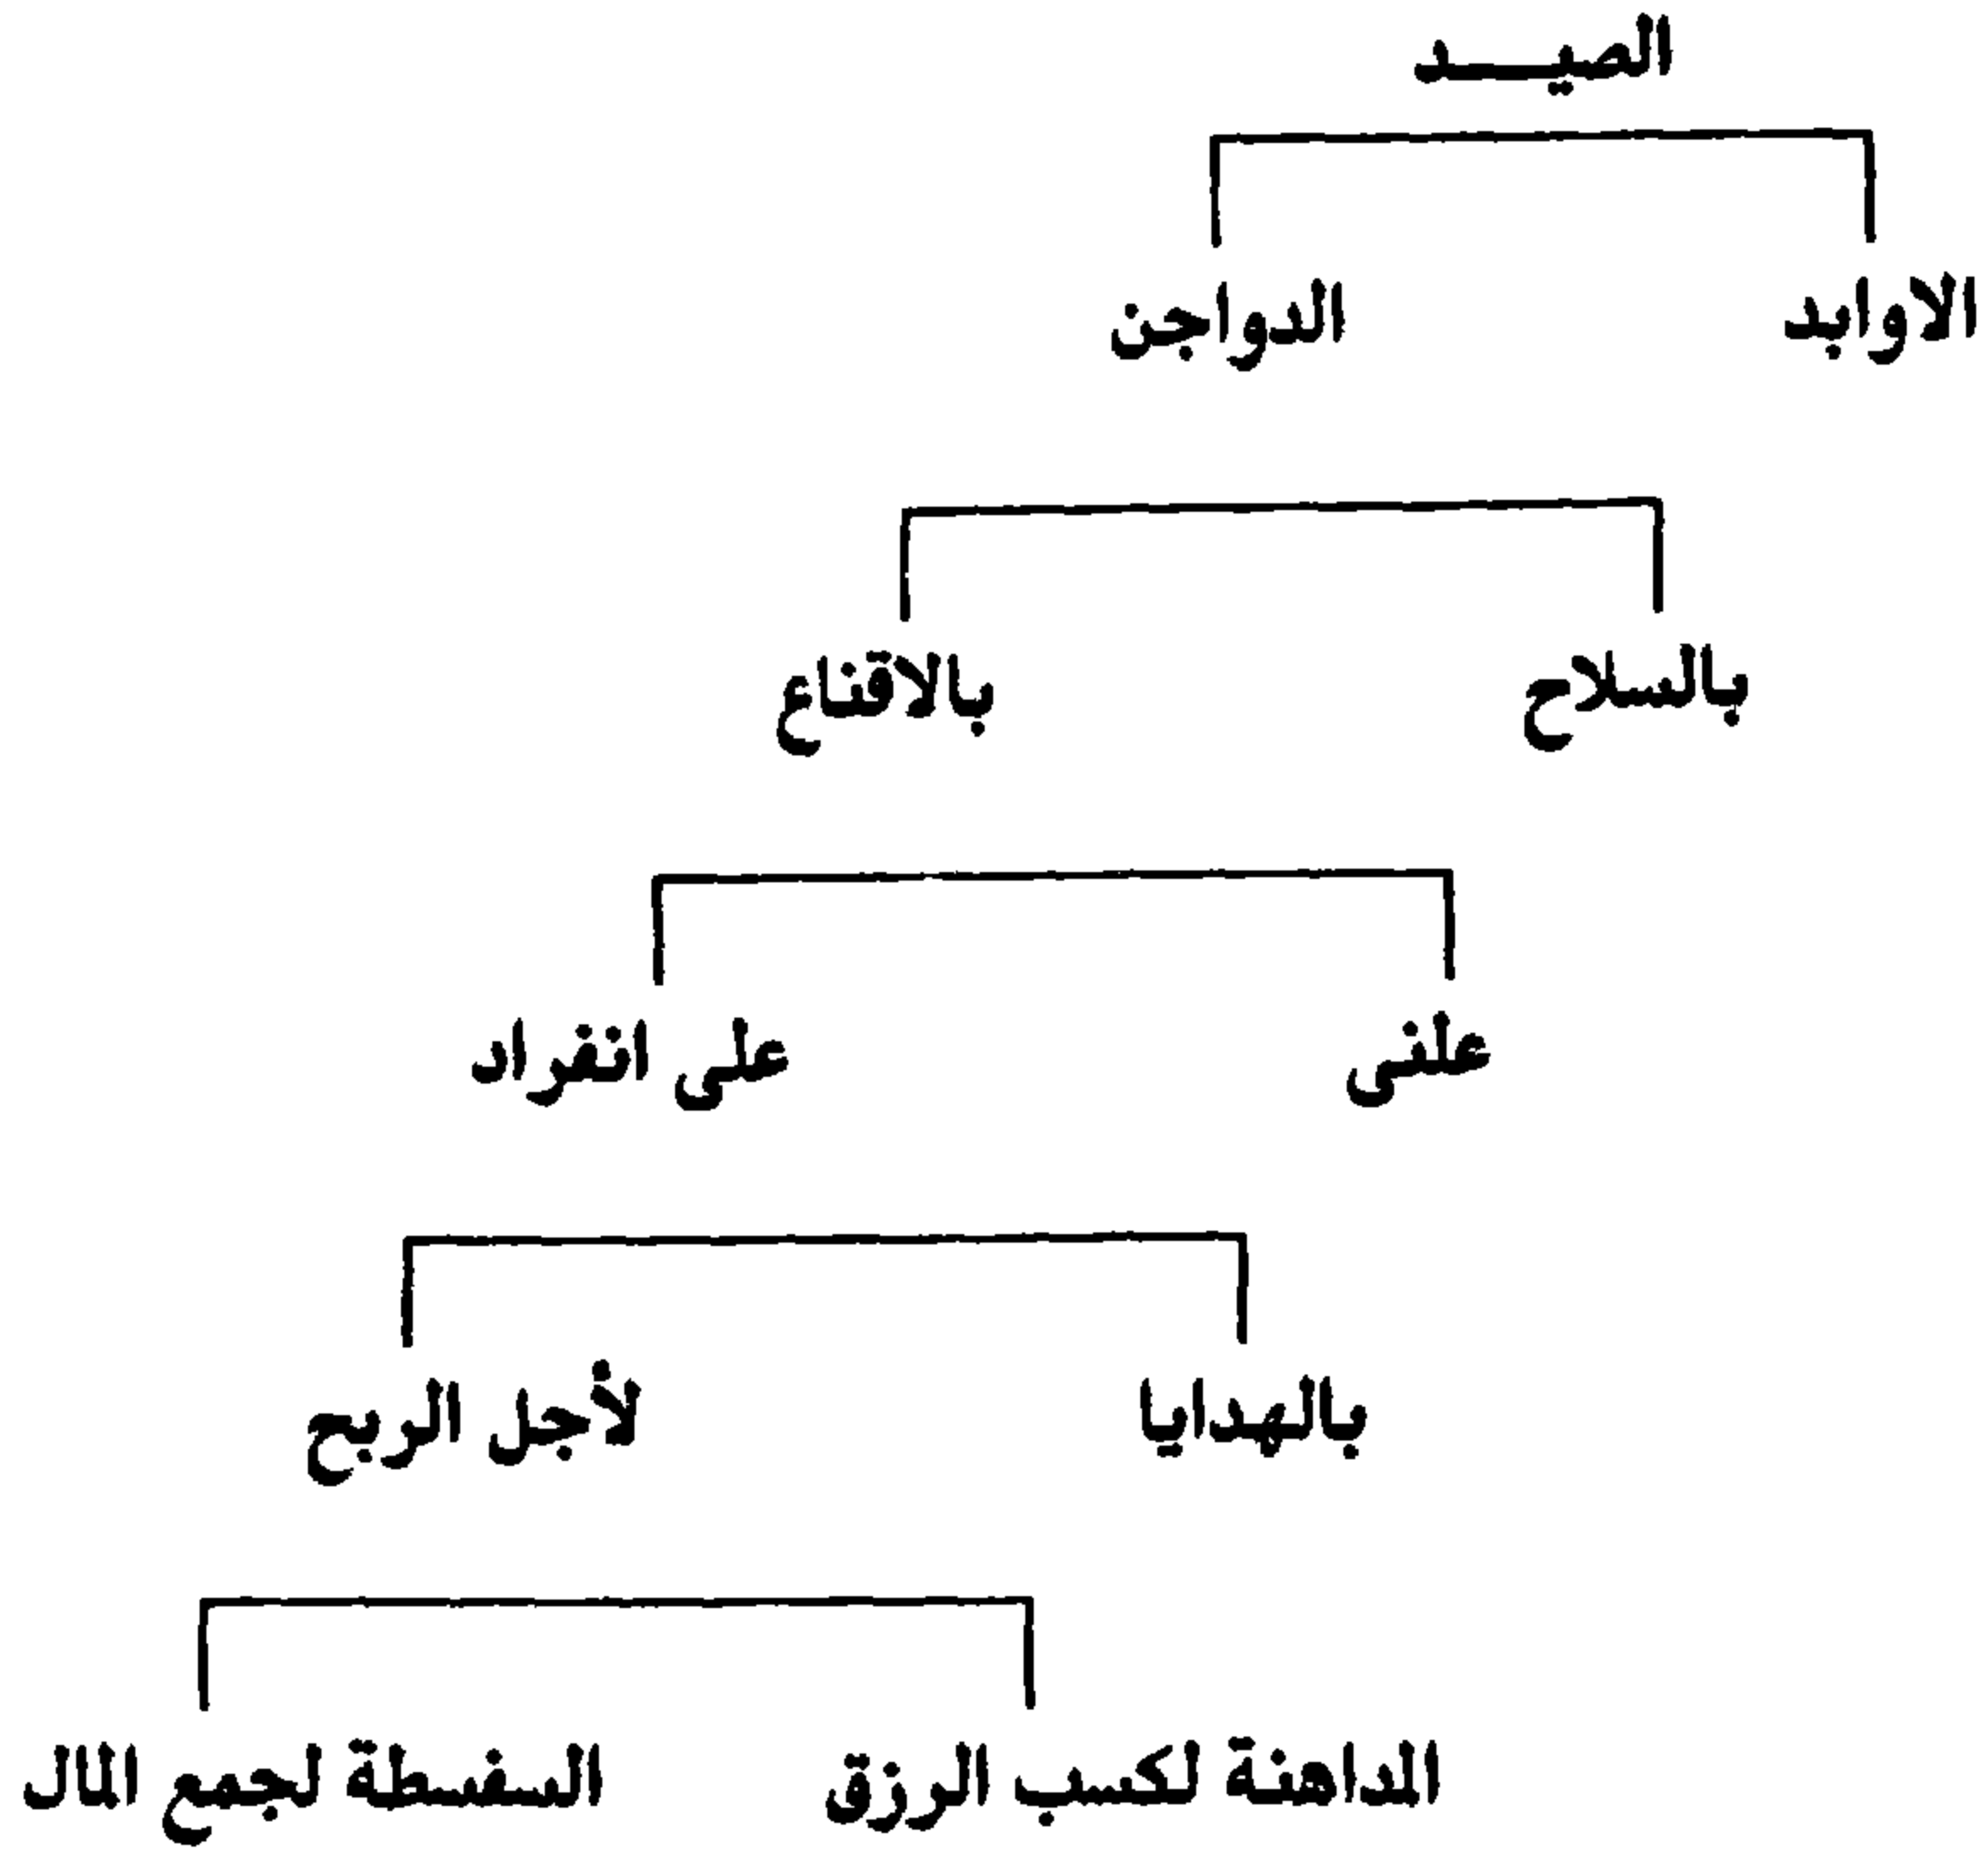 الصيـــد
الاوابد الدواجن
بالسلاح بالاقناع
علنى على انفراد
بالهدايا لأجل الربح
المداهنة لكسب الرزق السفسطة لجمع المال